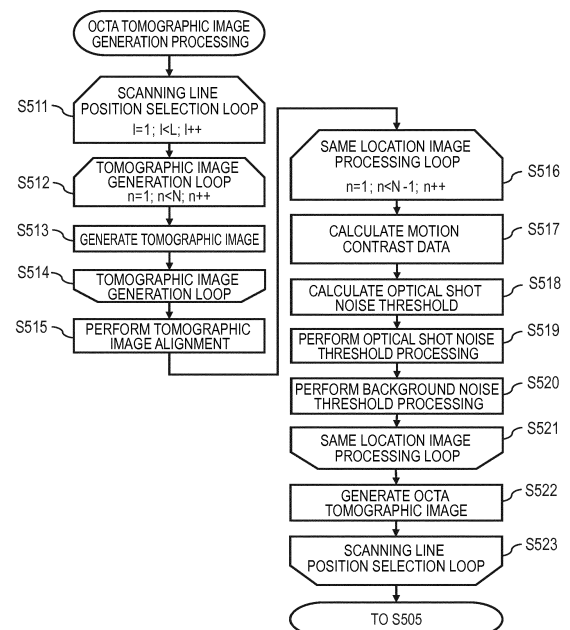 OCTA TOMOGRAPHIC IMAGE
GENERATION PROCESSING
S511
SCANNING LINE
POSITION SELECTION LOOP
l=1; l<L; l++
S512
TOMOGRAPHIC IMAGE
GENERATION LOOP
n=1; n<N; n++
S513
GENERATE TOMOGRAPHIC IMAGE
S514
TOMOGRAPHIC IMAGE
GENERATION LOOP
S515
PERFORM TOMOGRAPHIC
IMAGE ALIGNMENT
SAME LOCATION IMAGE
PROCESSING LOOP
n=1; n<N -1; n++
S516
CALCULATE MOTION
CONTRAST DATA
S517
CALCULATE OPTICAL SHOT
NOISE THRESHOLD
S518
PERFORM OPTICAL SHOT NOISE
THRESHOLD PROCESSING
S519
PERFORM BACKGROUND NOISE
THRESHOLD PROCESSING
S520
SAME LOCATION IMAGE
PROCESSING LOOP
S521
GENERATE OCTA
TOMOGRAPHIC IMAGE
S522
SCANNING LINE
POSITION SELECTION LOOP
S523
TO S505